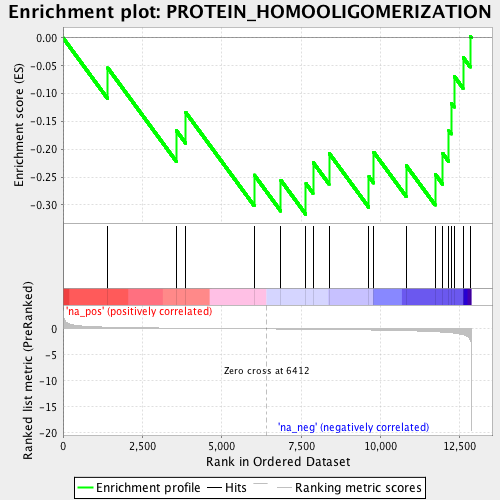 Enrichment plot: PROTEIN_HOMOOLIGOMERIZATION
Enrichment score (ES)
0.00
-0.05
-0.10
-0.15
-0.20
-0.25
-0.30
'na_pos' (positively correlated)
Ranked list metric (PreRanked)
0
-5
-10
-15
-20
Zero cross at 6412
'na_neg' (negatively correlated)
0
2,500
5,000
7,500
10,000
12,500
Rank in Ordered Dataset
Enrichment profile
Hits
Ranking metric scores